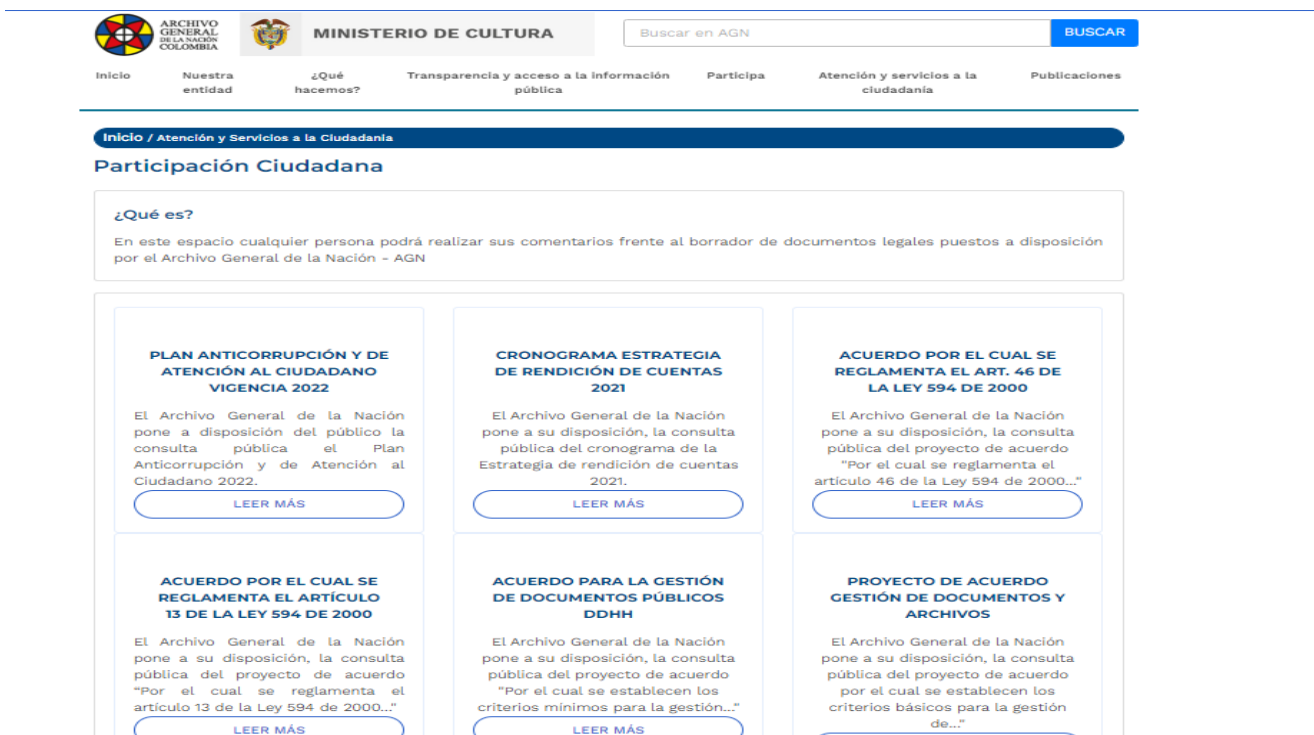 ARCHIVO
GENERAL
DE LA NACIÓN
COLOMBIA
MINISTERIO DE CULTURA
Buscar en AGN
BUSCAR
Inicio
Nuestra
entidad
¿Qué
hacemos?
Transparencia y acceso a la información
pública
Participa
Atención y servicios a la
ciudadanía
Publicaciones
Inicio / Atención y Servicios a la Ciudadanía
Participación Ciudadana
¿Qué es?
En este espacio cualquier persona podrá realizar sus comentarios frente al borrador de documentos legales puestos a disposición
por el Archivo General de la Nación - AGN
PLAN ANTICORRUPCIÓN Y DE
ATENCIÓN AL CIUDADANO
VIGENCIA 2022
El Archivo General de la Nación
pone a disposición del público la
consulta pública el Plan
Anticorrupción y de Atención al
Ciudadano 2022.
LEER MÁS
CRONOGRAMA ESTRATEGIA
DE RENDICIÓN DE CUENTAS
2021
El Archivo General de la Nación
pone a su disposición, la consulta
pública del cronograma de la
Estrategia de rendición de cuentas
2021.
LEER MÁS
ACUERDO POR EL CUAL SE
REGLAMENTA EL ART. 46 DE
LA LEY 594 DE 2000
El Archivo General de la Nación
pone a su disposición, la consulta
pública del proyecto de acuerdo
"Por el cual se reglamenta el
artículo 46 de la Ley 594 de 2000..."
LEER MÁS
ACUERDO POR EL CUAL SE
REGLAMENTA EL ARTÍCULO
13 DE LA LEY 594 DE 2000
El Archivo General de la Nación
pone a su disposición, la consulta
pública del proyecto de acuerdo
"Por el cual se reglamenta el
artículo 13 de la Ley 594 de 2000..."
LEER MÁS
ACUERDO PARA LA GESTIÓN
DE DOCUMENTOS PÚBLICOS
DDHH
El Archivo General de la Nación
pone a su disposición, la consulta
pública del proyecto de acuerdo
"Por el cual se establecen los
criterios mínimos para la gestión..."
LEER MÁS
PROYECTO DE ACUERDO
GESTIÓN DE DOCUMENTOS Y
ARCHIVOS
El Archivo General de la Nación
pone a su disposición, la consulta
pública del proyecto de acuerdo
por el cual se establecen los
criterios básicos para la gestión
de..."